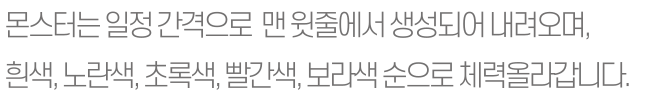 몬스터는 일정 간격으로 맨 윗줄에서 생성되어 내려오며,
흰색, 노란색, 초록색, 빨간색, 보라색 순으로 체력올라갑니다.